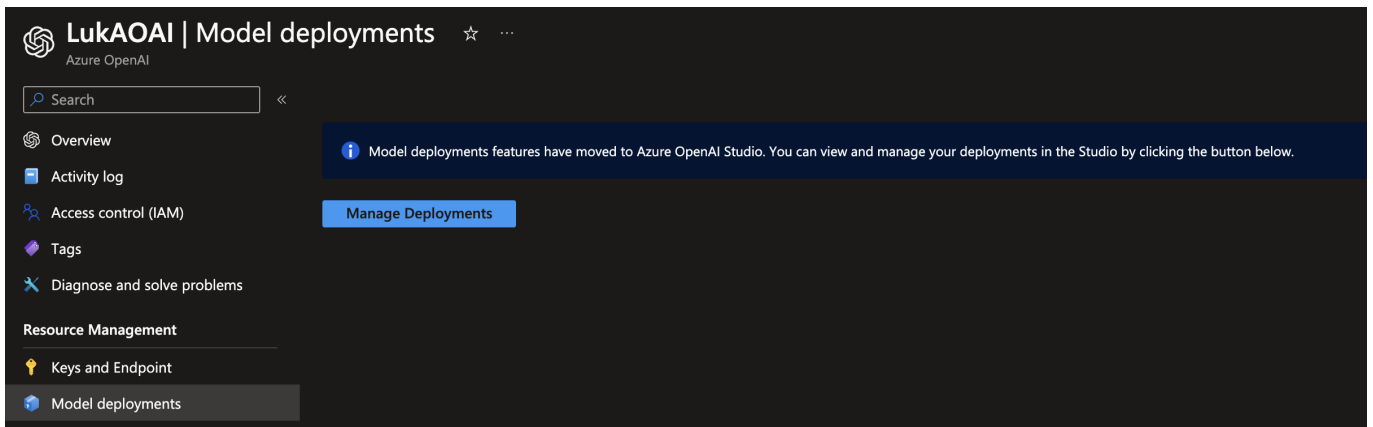 LukAOAI | Model deployments
Azure OpenAI
Search
Overview
Activity log
Access control (IAM)
Tags
Diagnose and solve problems
Resource Management
Keys and Endpoint
Model deployments
Model deployments features have moved to Azure OpenAI Studio. You can view and manage your deployments in the Studio by clicking the button below.
Manage Deployments